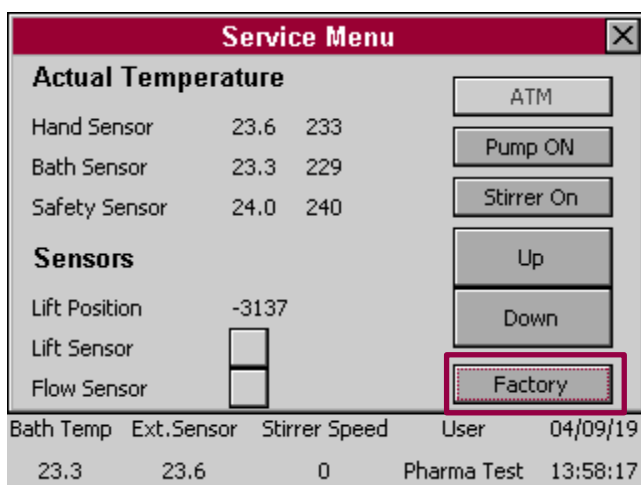 Service Menu
Actual Temperature
ATM
Hand Sensor 23.6 233
Pump ON
Bath Sensor 23.3 229
Stirrer On
Safety Sensor 24.0 240
Sensors
Up
Lift Position -3137
Down
Lift Sensor
Flow Sensor
Factory
Bath Temp Ext.Sensor Stirrer Speed User 04/09/19
23.3 23.6 0 Pharma Test 13:58:17